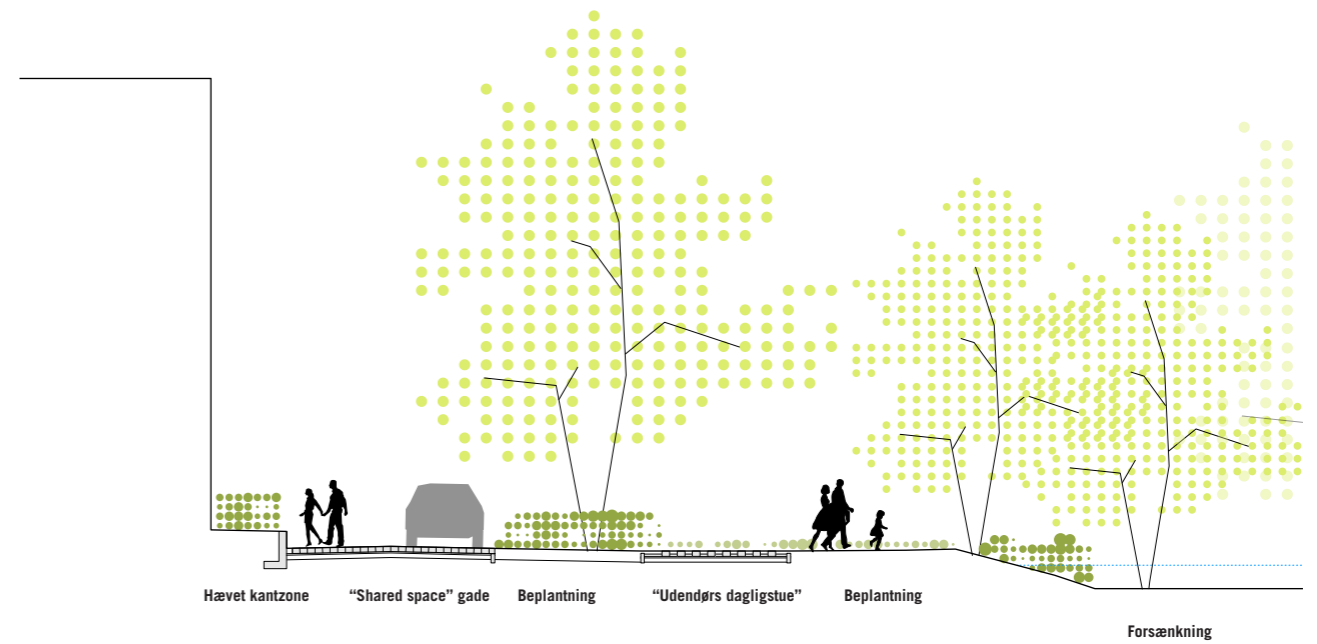 Hævet kantzone “Shared space” gade Beplantning “Udendørs dagligstue” Beplantning
Forsænkning